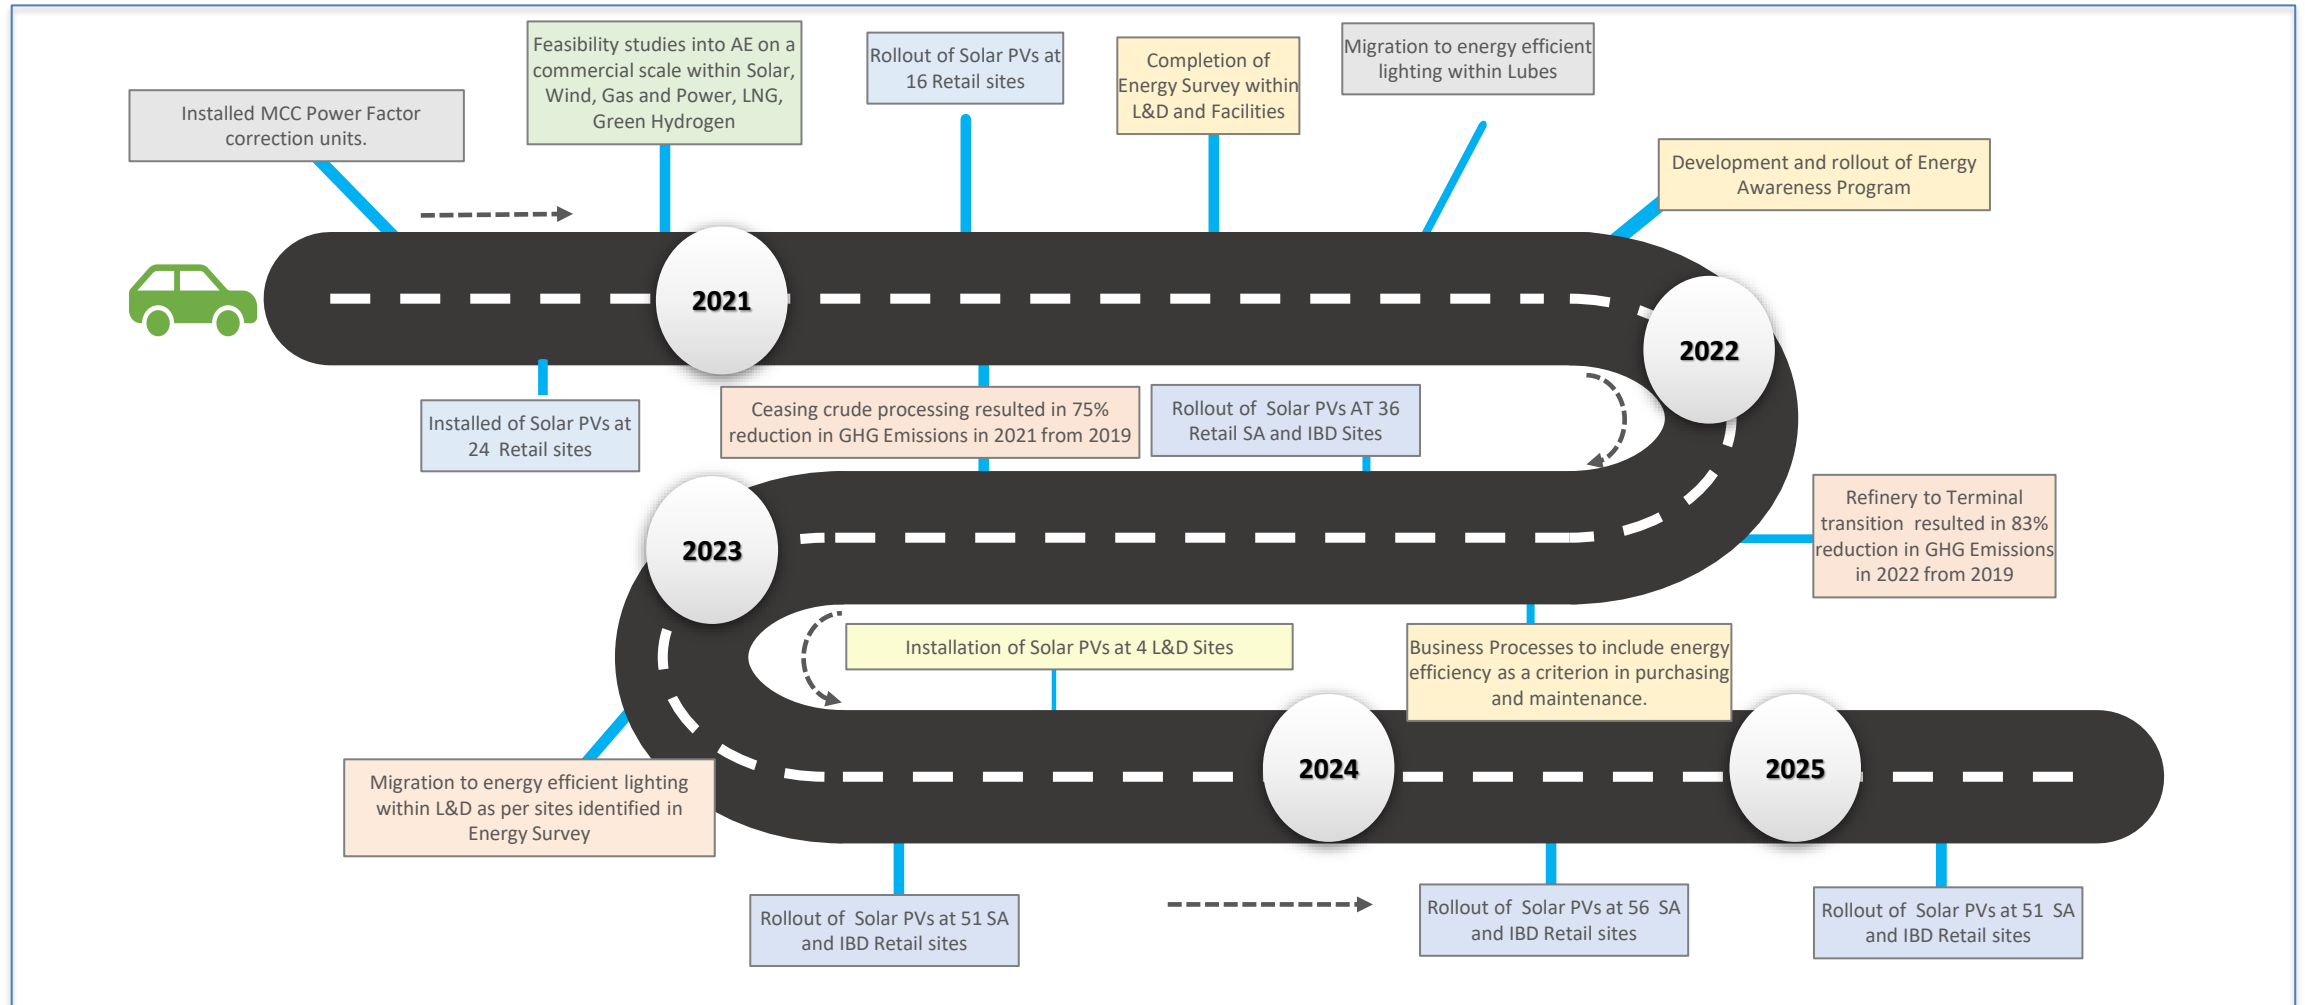 Installed MCC Power Factor
correction units.
Feasibility studies into AE on a
commercial scale within Solar,
Wind, Gas and Power, LNG,
Green Hydrogen
Rollout of Solar PVs at
16 Retail sites
Completion of
Energy Survey within
L&D and Facilities
Migration to energy efficient
lighting within Lubes
Development and rollout of Energy
Awareness Program
2021
2022
Installed of Solar PVs at
24 Retail sites
Ceasing crude processing resulted in 75%
reduction in GHG Emissions in 2021 from 2019
Rollout of Solar PVs AT 36
Retail SA and IBD Sites
Refinery to Terminal
transition resulted in 83%
reduction in GHG Emissions
in 2022 from 2019
2023
Installation of Solar PVs at 4 L&D Sites
Business Processes to include energy
efficiency as a criterion in purchasing
and maintenance.
Migration to energy efficient lighting
within L&D as per sites identified in
Energy Survey
2024
2025
Rollout of Solar PVs at 51 SA
and IBD Retail sites
Rollout of Solar PVs at 56 SA
and IBD Retail sites
Rollout of Solar PVs at 51 SA
and IBD Retail sites